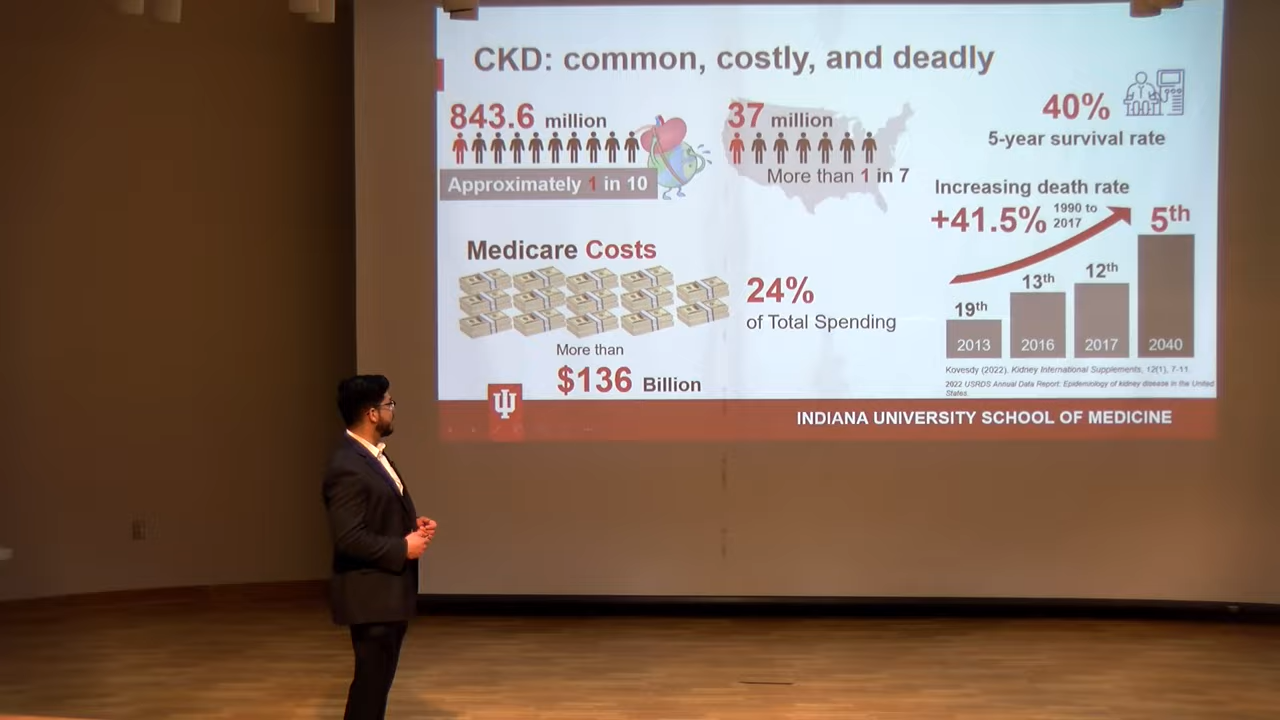 CKD: common, costly, and deadly
843.6 million
Approximately 1 in 10
37 million
More than 1 in 7
40%
5-year survival rate
Increasing death rate
+41.5% 1990 to
2017
5th
12th
13th
19th
2013 2016 2017 2040
Medicare Costs
24%
of Total Spending
More than
$136 Billion
Kovesdy (2022). Kidney International Supplements, 12(1), 7-11.
2022 USRDS Annual Data Report: Epidemiology of kidney disease in the United
States.
INDIANA UNIVERSITY SCHOOL OF MEDICINE